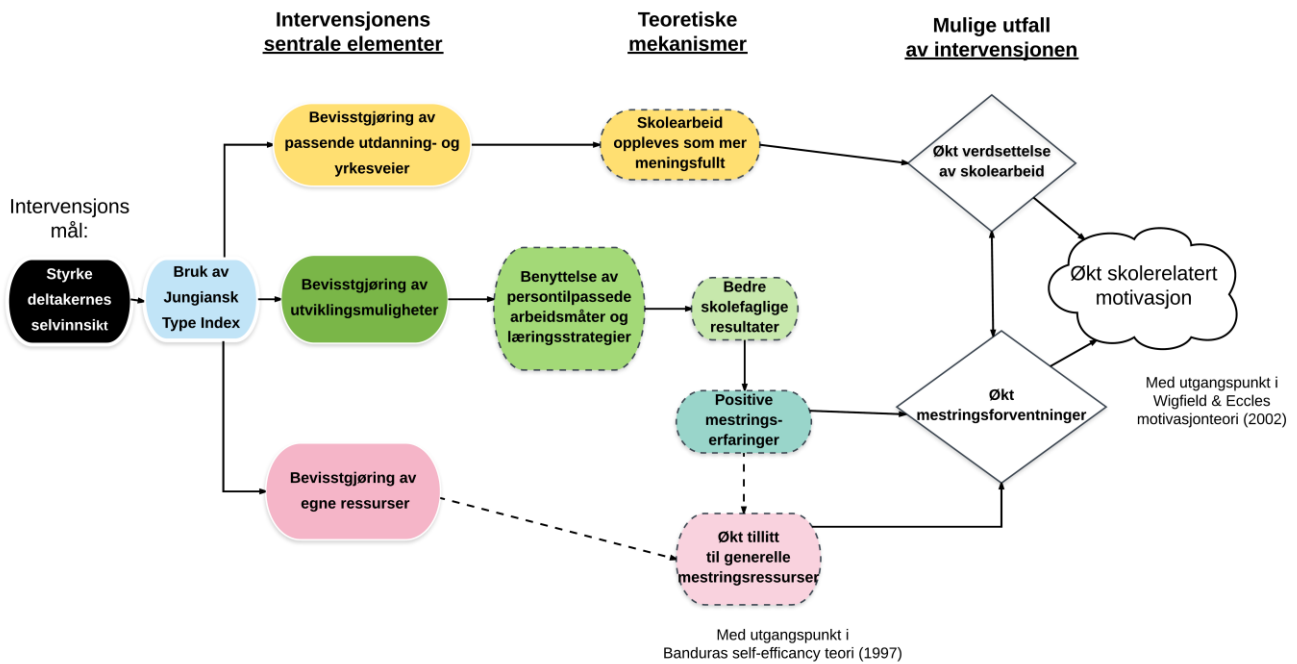 Intervensjonens
sentrale elementer
Teoretiske
mekanismer
Mulige utfall
av intervensjonen
Bevisstgjøring av
passende utdanning- og
yrkesveier
Skolearbeid
oppleves som mer
meningsfullt
Økt verdsettelse
av skolearbeid
Intervensjons
mål:
Styrke
deltakernes
selvinnsikt
Bruk av
Jungiansk
Type Index
Bevisstgjøring av
utviklingsmuligheter
Benyttelse av
persontilpassede
arbeidsmåter og
læringsstrategier
Bedre
skolefaglige
resultater
Økt skolerelatert
motivasjon
Positive
mestrings-
erfaringer
Økt
mestringsforventninger
Med utgangspunkt i
Wigfield & Eccles
motivasjonteori (2002)
Bevisstgjøring av
egne ressurser
Økt tillitt
til generelle
mestringsressurser
Med utgangspunkt i
Banduras self-efficancy teori (1997)